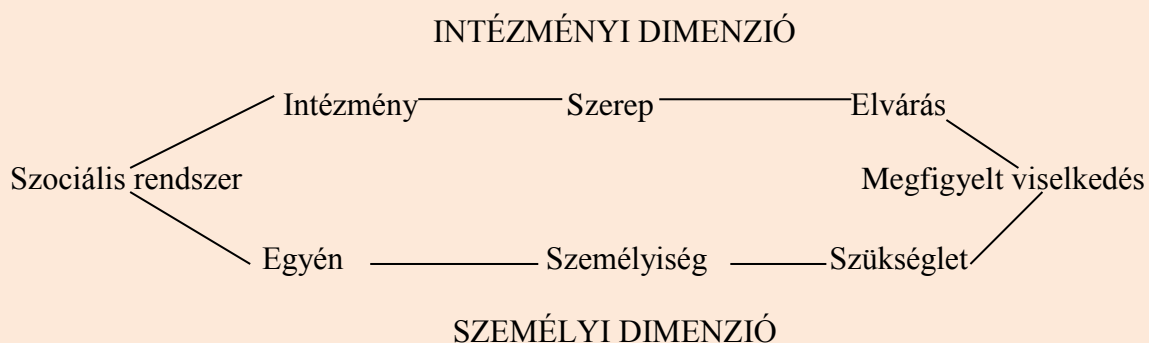 INTÉZMÉNYI DIMENZIÓ
Intézmény Szerep Elvárás
Szociális rendszer Megfigyelt viselkedés
Egyén Személyiség Szükséglet
SZEMÉLYI DIMENZIÓ